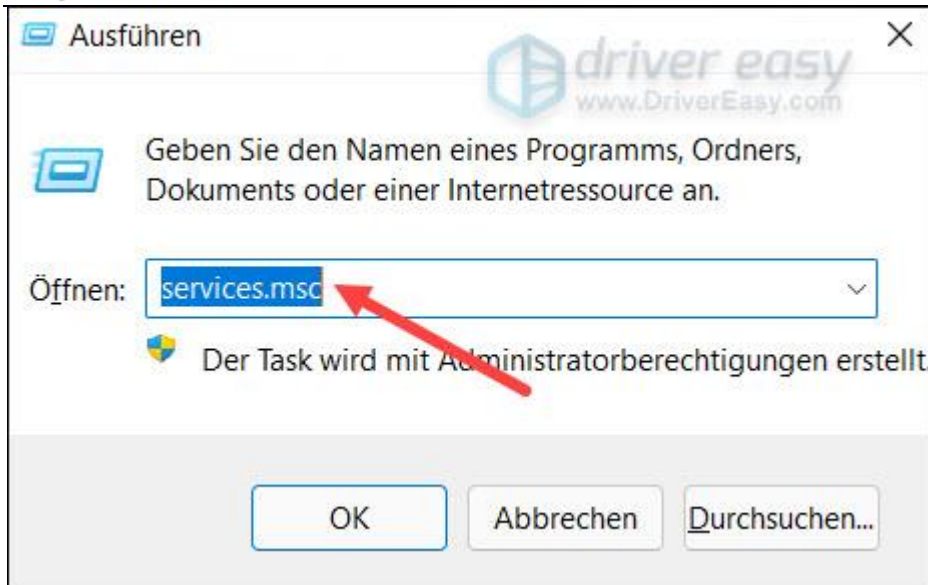 Ausführen
driver easy
www.DriverEasy.com
Geben Sie den Namen eines Programms, Ordners,
Dokuments oder einer Internetressource an.
Öffnen: services.msc
Der Task wird mit Administratorberechtigungen erstellt.
OK Abbrechen Durchsuchen...